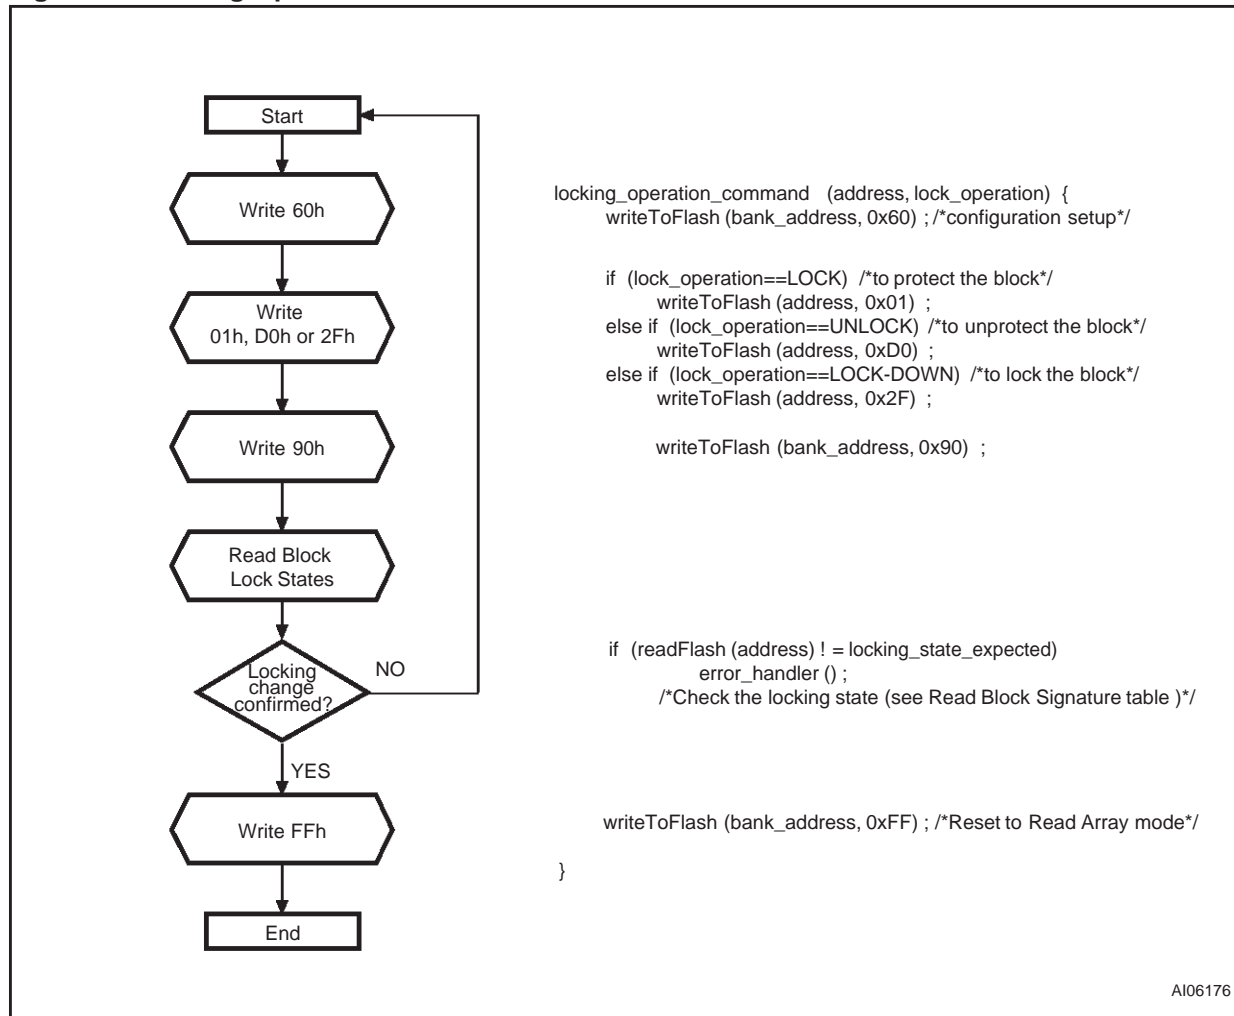 Start
Write 60h
Write
01h, D0h or 2Fh
Write 90h
Read Block
Lock States
Locking
change
confirmed?
NO
YES
Write FFh
End
locking_operation_command (address, lock_operation) {
writeToFlash (bank_address, 0x60) ; /*configuration setup*/
if (lock_operation==LOCK) /*to protect the block*/
writeToFlash (address, 0x01) ;
else if (lock_operation==UNLOCK) /*to unprotect the block*/
writeToFlash (address, 0xD0) ;
else if (lock_operation==LOCK-DOWN) /*to lock the block*/
writeToFlash (address, 0x2F) ;
writeToFlash (bank_address, 0x90) ;
if (readFlash (address) ! = locking_state_expected)
error_handler () ;
/*Check the locking state (see Read Block Signature table )*/
writeToFlash (bank_address, 0xFF) ; /*Reset to Read Array mode*/
}
AI06176